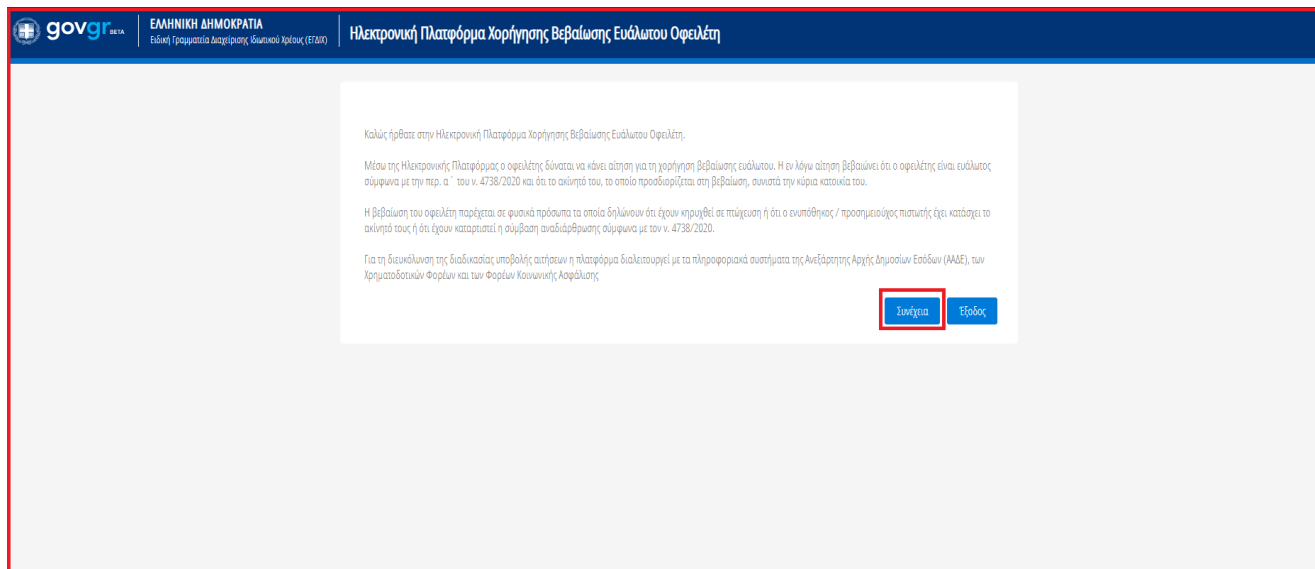 govgr BETA
ΕΛΛΗΝΙΚΗ ΔΗΜΟΚΡΑΤΙΑ
Ειδική Γραμματεία Διαχείρισης Ιδιωτικού Χρέους (ΕΓΔΙΧ)
Ηλεκτρονική Πλατφόρμα Χορήγησης Βεβαίωσης Ευάλωτου Οφειλέτη
Καλώς ήρθατε στην Ηλεκτρονική Πλατφόρμα Χορήγησης Βεβαίωσης Ευάλωτου Οφειλέτη.
Μέσω της Ηλεκτρονικής Πλατφόρμας ο οφειλέτης δύναται να κάνει αίτηση για τη χορήγηση βεβαίωσης ευάλωτου. Η εν λόγω αίτηση βεβαιώνει ότι ο οφειλέτης είναι ευάλωτος
σύμφωνα με την περ. α΄ του ν. 4738/2020 και ότι το ακίνητό του, το οποίο προσδιορίζεται στη βεβαίωση, συνιστά την κύρια κατοικία του.
Η βεβαίωση του οφειλέτη παρέχεται σε φυσικά πρόσωπα τα οποία δηλώνουν ότι έχουν κηρυχθεί σε πτώχευση ή ότι ο ενυπόθηκος / προσημειούχος πιστωτής έχει κατάσχει το
ακίνητό τους ή ότι έχουν καταρτιστεί η σύμβαση αναδιάρθρωσης σύμφωνα με τον ν. 4738/2020.
Για τη διευκόλυνση της διαδικασίας υποβολής αιτήσεων η πλατφόρμα διαλειτουργεί με τα πληροφοριακά συστήματα της Ανεξάρτητης Αρχής Δημοσίων Εσόδων (ΑΑΔΕ), των
Χρηματοδοτικών Φορέων και των Φορέων Κοινωνικής Ασφάλισης
Συνέχεια
Έξοδος